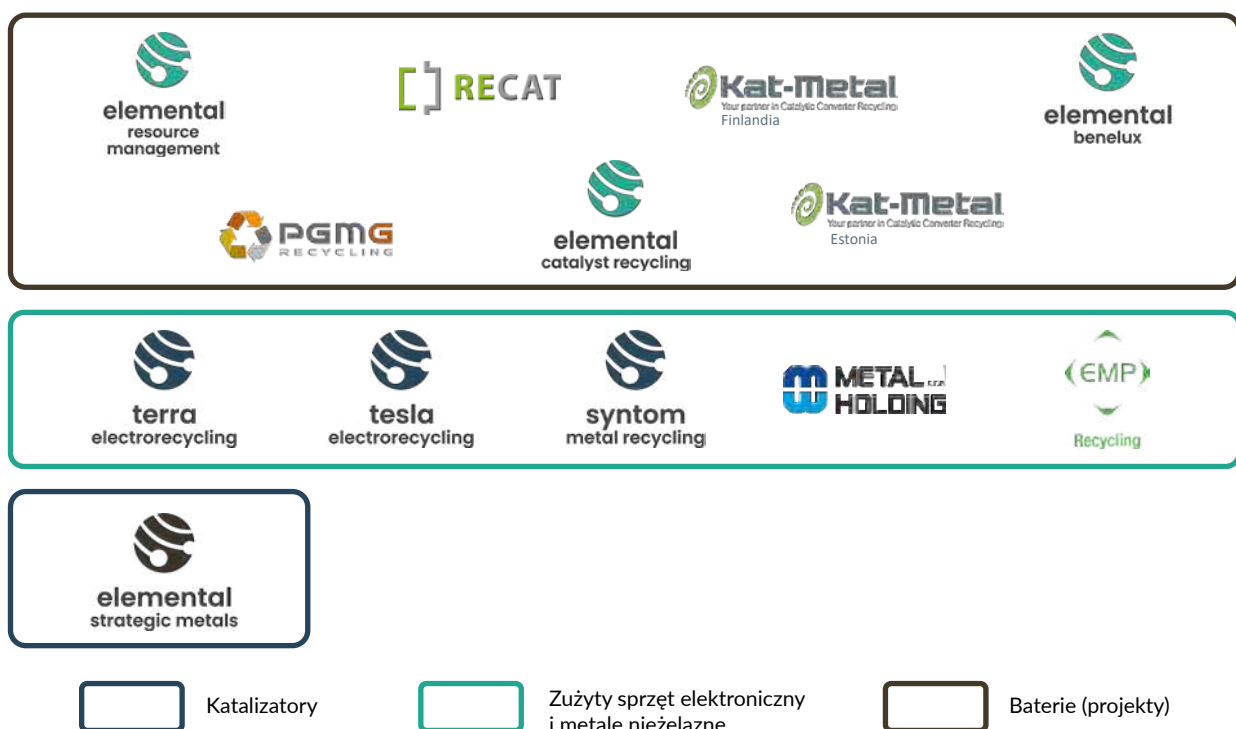 elemental
resource
management
RECAT
Kat-Metal
Your partner in Catalytic Converter Recycling
Finlandia
elemental
benelux
PGMG
RECYCLING
elemental
catalyst recycling
Kat-Metal
Your partner in Catalytic Converter Recycling
Estonia
terra
electrorecycling
tesla
electrorecycling
syntom
metal recycling
METAL
HOLDING
EMP
Recycling
elemental
strategic metals
Katalizatory
Zużyty sprzęt elektroniczny
i metale nieżelazne
Baterie (projekty)